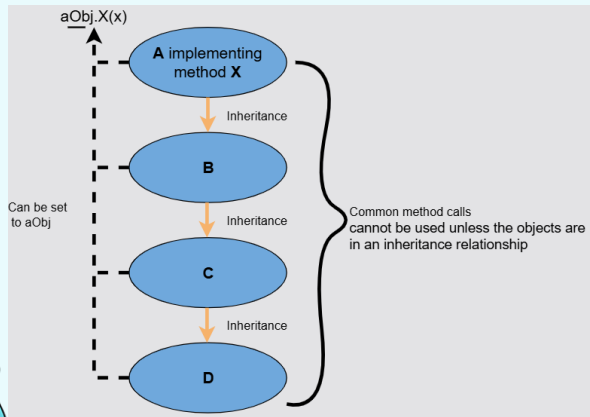 aObj.X(x)
A implementing
method X
Inheritance
B
Can be set
to aObj
Inheritance
Common method calls
cannot be used unless the objects are
in an inheritance relationship
C
Inheritance
D